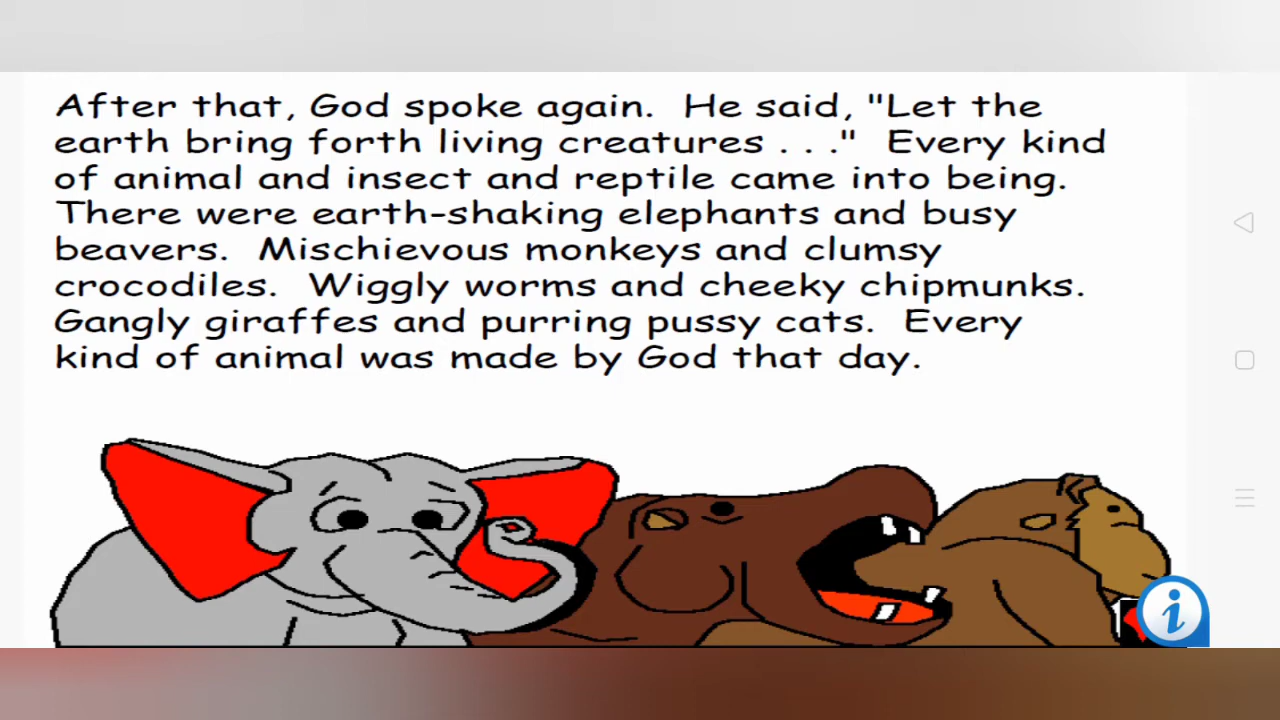 After that, God spoke again.  He said, "Let the
earth bring forth living creatures . . ."  Every kind
of animal and insect and reptile came into being.
There were earth-shaking elephants and busy
beavers.  Mischievous monkeys and clumsy
crocodiles.  Wiggly worms and cheeky chipmunks.
Gangly giraffes and purring pussy cats.  Every
kind of animal was made by God that day.
i